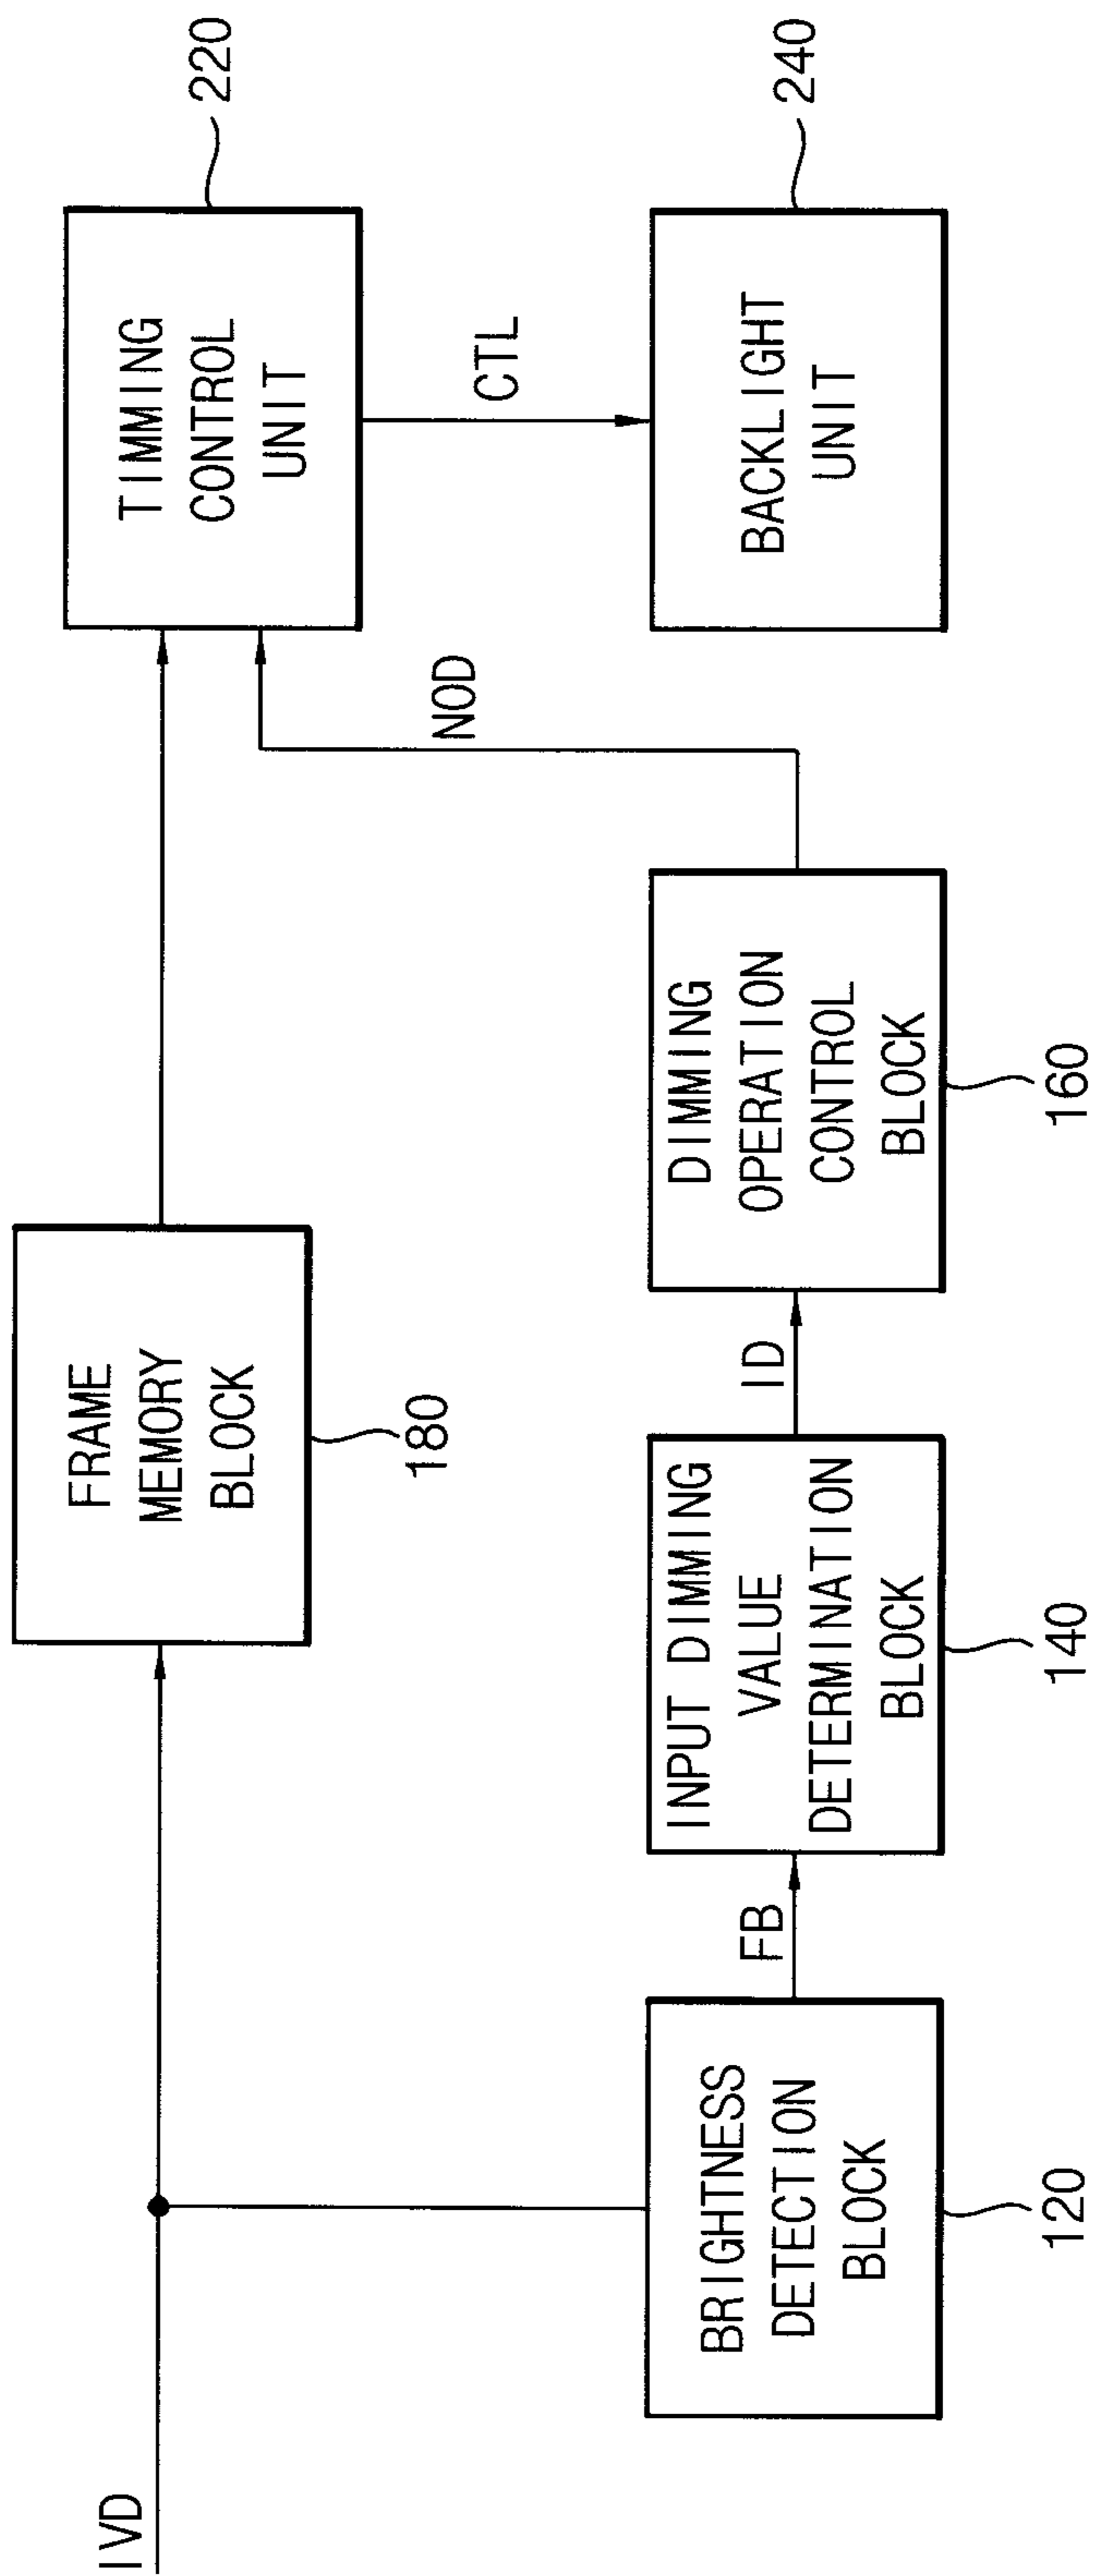 IVD
FRAME
MEMORY
BLOCK
180
TIMMING
CONTROL
UNIT
220
CTL
NOD
BRIGHTNESS
DETECTION
BLOCK
120
FB
INPUT DIMMING
VALUE
DETERMINATION
BLOCK
140
ID
DIMMING
OPERATION
CONTROL
BLOCK
160
BACKLIGHT
UNIT
240